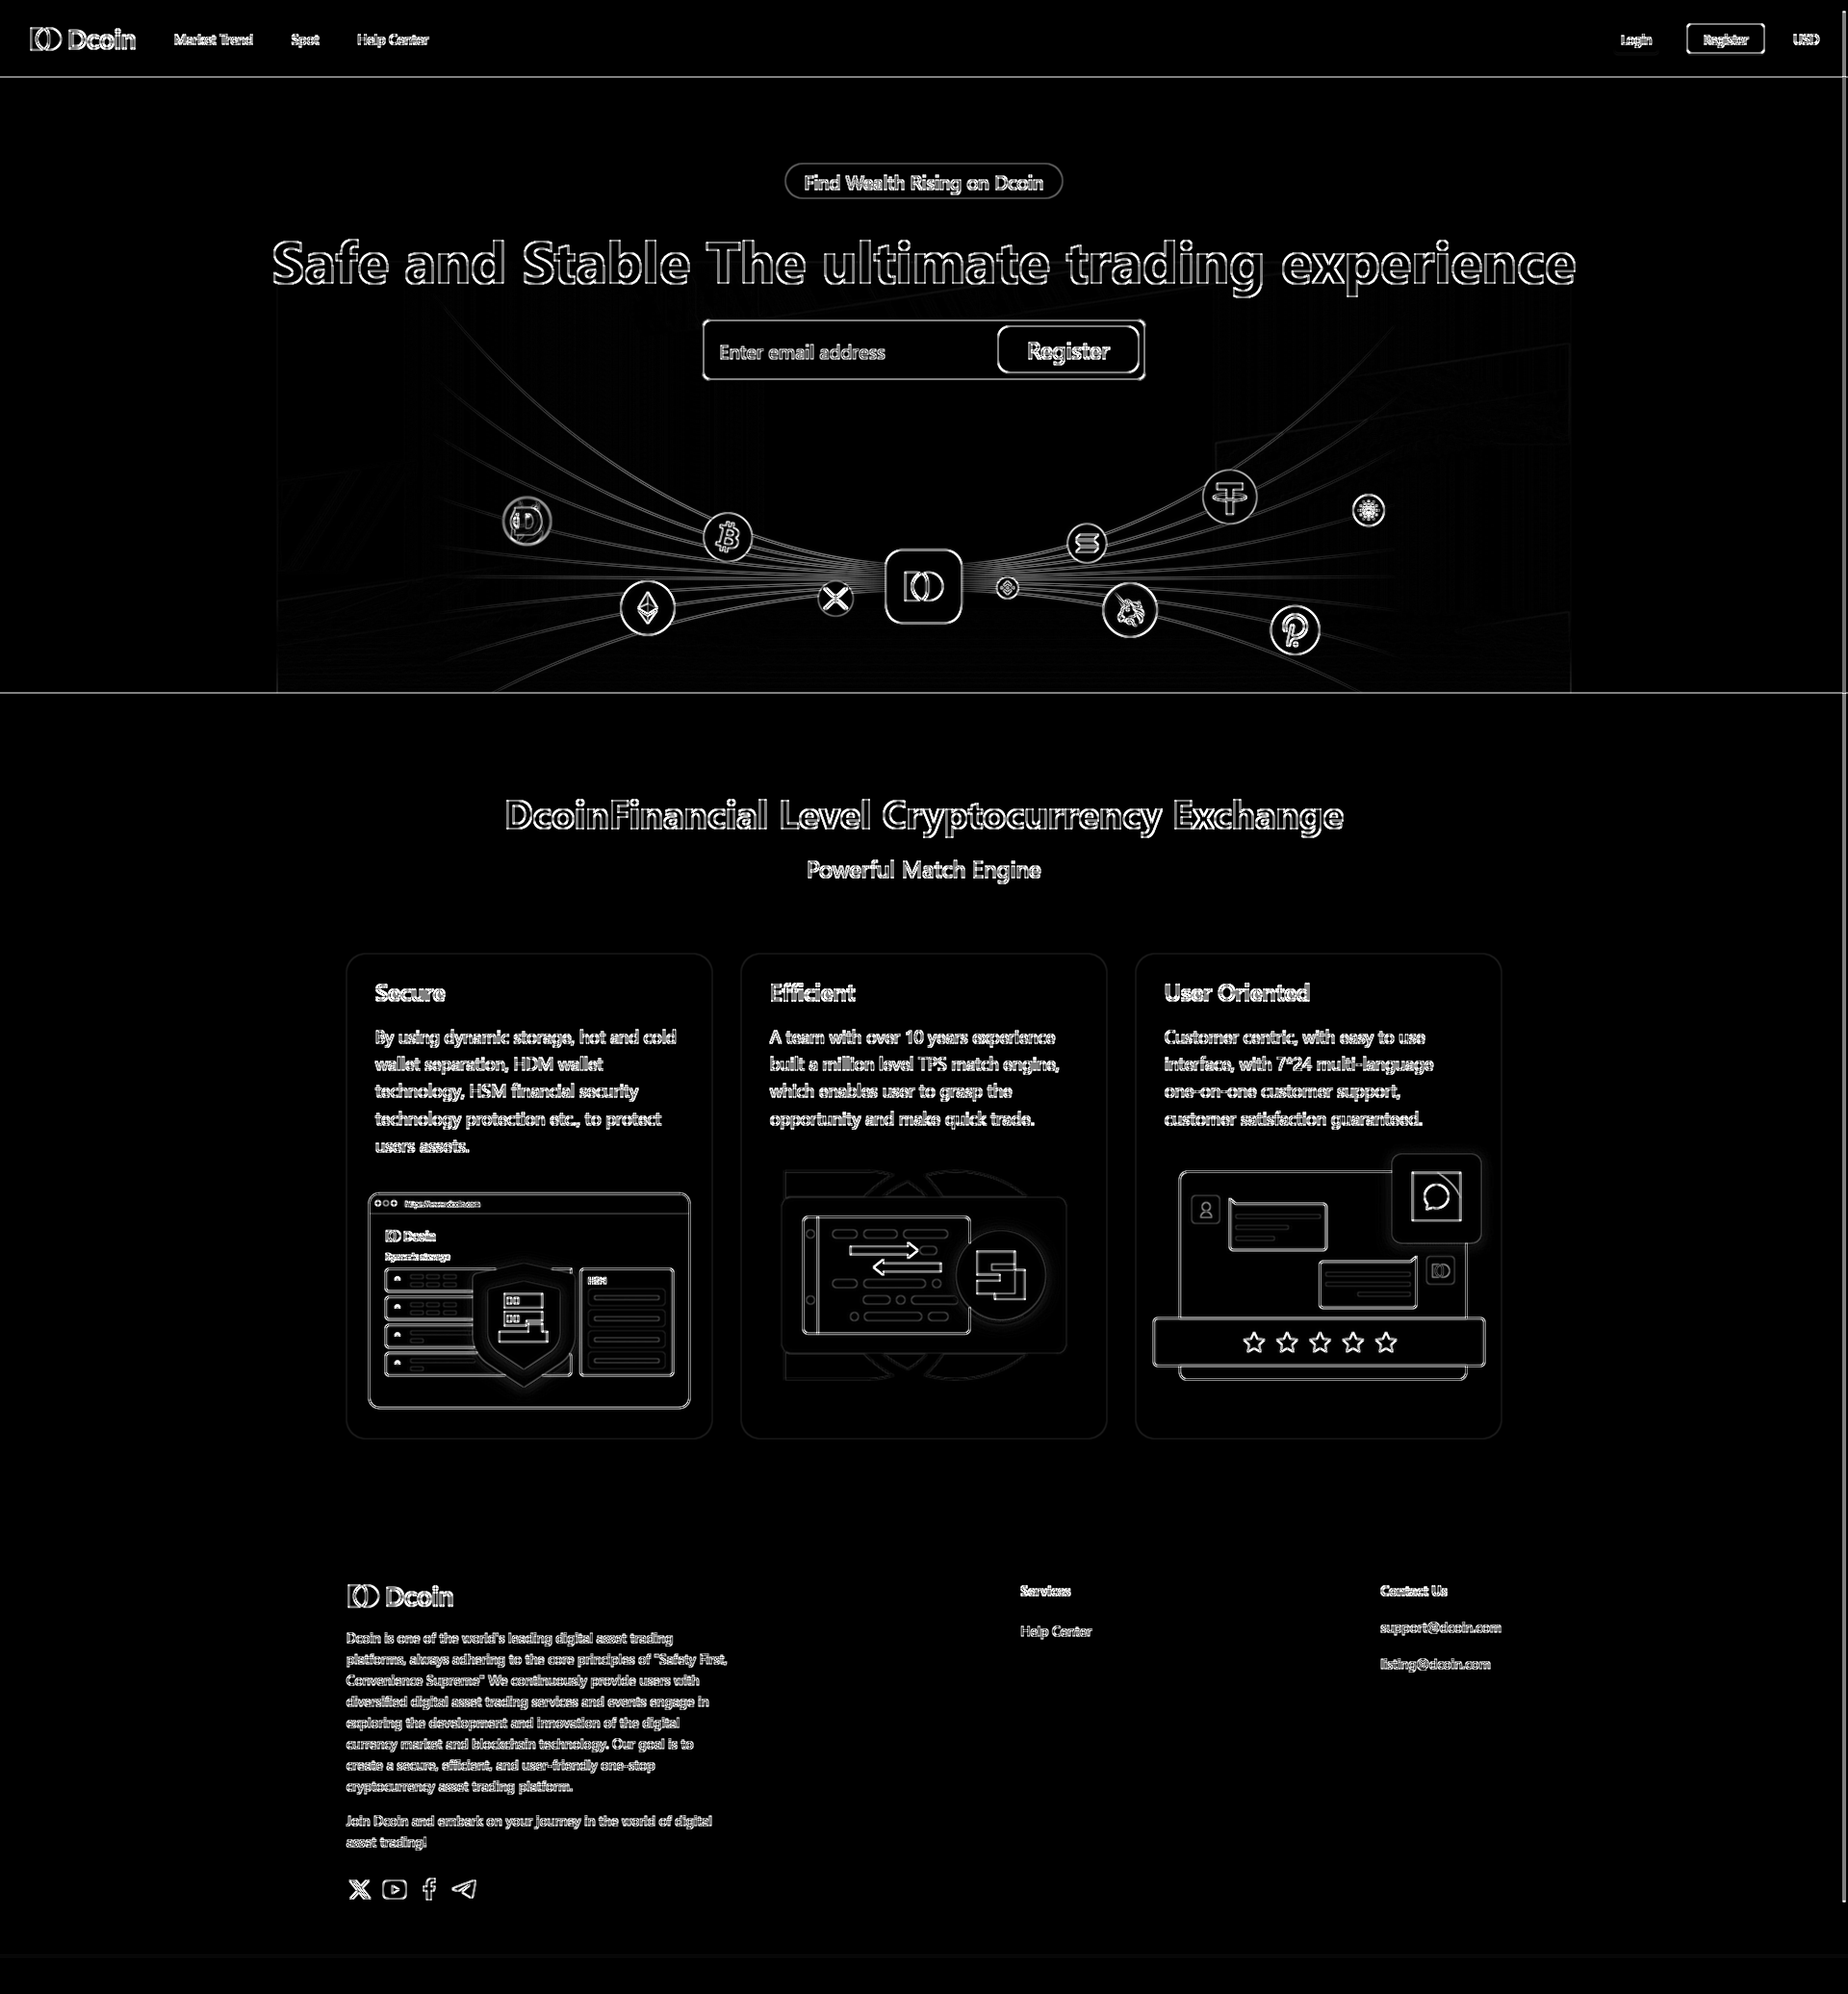 Dcoin
Market Trend
Spot
Help Center
Login
Register
USD
Find Wealth Rising on Dcoin
Safe and Stable The ultimate trading experience
Enter email address
Register
DcoinFinancial Level Cryptocurrency Exchange
Powerful Match Engine
Secure
By using dynamic storage, hot and cold
wallet separation, HDM wallet
technology, HSM financial security
technology protection etc., to protect
users assets.
Dcoin
Dynamic storage
HSM
Efficient
A team with over 10 years experience
built a million level TPS match engine,
which enables user to grasp the
opportunity and make quick trade.
User Oriented
Customer centric, with easy to use
interface, with 7*24 multi-language
one-on-one customer support,
customer satisfaction guaranteed.
Dcoin
Dcoin is one of the world's leading digital asset trading
platforms, always adhering to the core principles of "Safety First,
Convenience Supreme" We continuously provide users with
diversified digital asset trading services and events engage in
exploring the development and innovation of the digital
currency market and blockchain technology. Our goal is to
create a secure, efficient, and user-friendly one-stop
cryptocurrency asset trading platform.
Join Dcoin and embark on your journey in the world of digital
asset trading!
Services
Help Center
Contact Us
support@dcoin.com
listing@dcoin.com